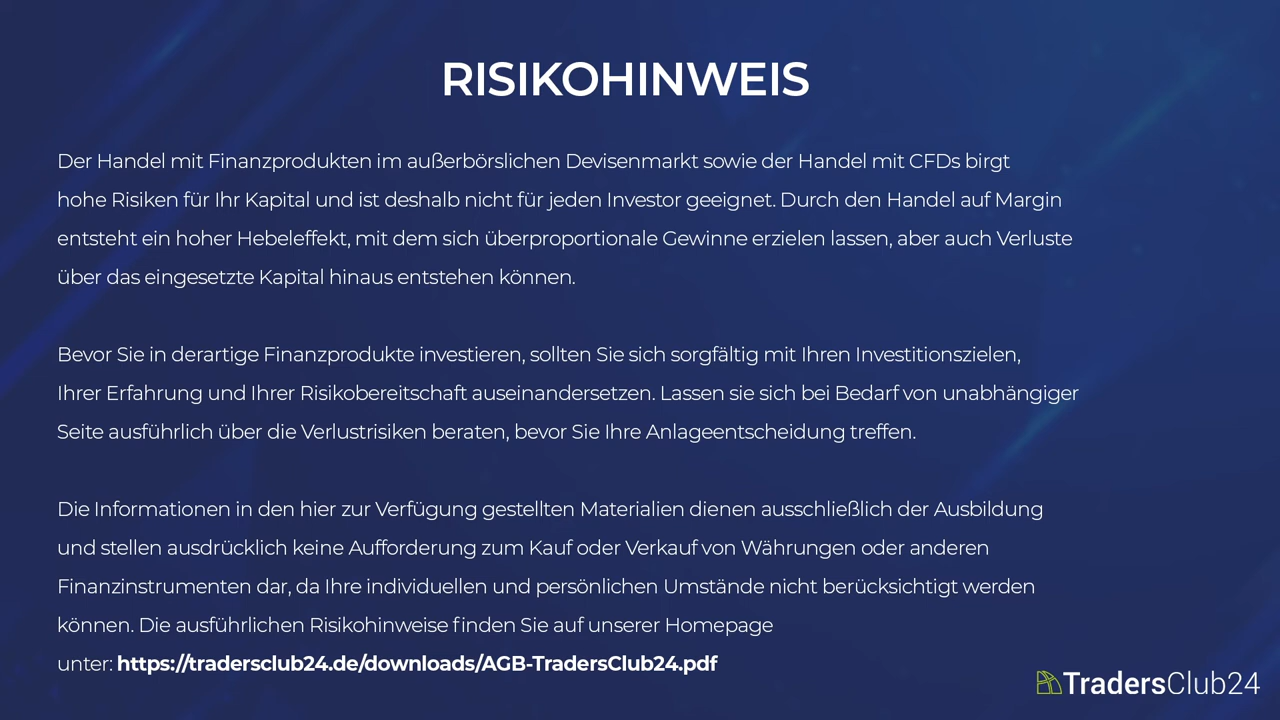 RISIKOHINWEIS
Der Handel mit Finanzprodukten im außerbörslichen Devisenmarkt sowie der Handel mit CFDs birgt
hohe Risiken für Ihr Kapital und ist deshalb nicht für jeden Investor geeignet. Durch den Handel auf Margin
entsteht ein hoher Hebeleffekt, mit dem sich überproportionale Gewinne erzielen lassen, aber auch Verluste
über das eingesetzte Kapital hinaus entstehen können.
Bevor Sie in derartige Finanzprodukte investieren, sollten Sie sich sorgfältig mit Ihren Investitionszielen,
Ihrer Erfahrung und Ihrer Risikobereitschaft auseinandersetzen. Lassen sie sich bei Bedarf von unabhängiger
Seite ausführlich über die Verlustrisiken beraten, bevor Sie Ihre Anlageentscheidung treffen.
Die Informationen in den hier zur Verfügung gestellten Materialien dienen ausschließlich der Ausbildung
und stellen ausdrücklich keine Aufforderung zum Kauf oder Verkauf von Währungen oder anderen
Finanzinstrumenten dar, da Ihre individuellen und persönlichen Umstände nicht berücksichtigt werden
können. Die ausführlichen Risikohinweise finden Sie auf unserer Homepage
unter: https://tradersclub24.de/downloads/AGB-TradersClub24.pdf
TradersClub24